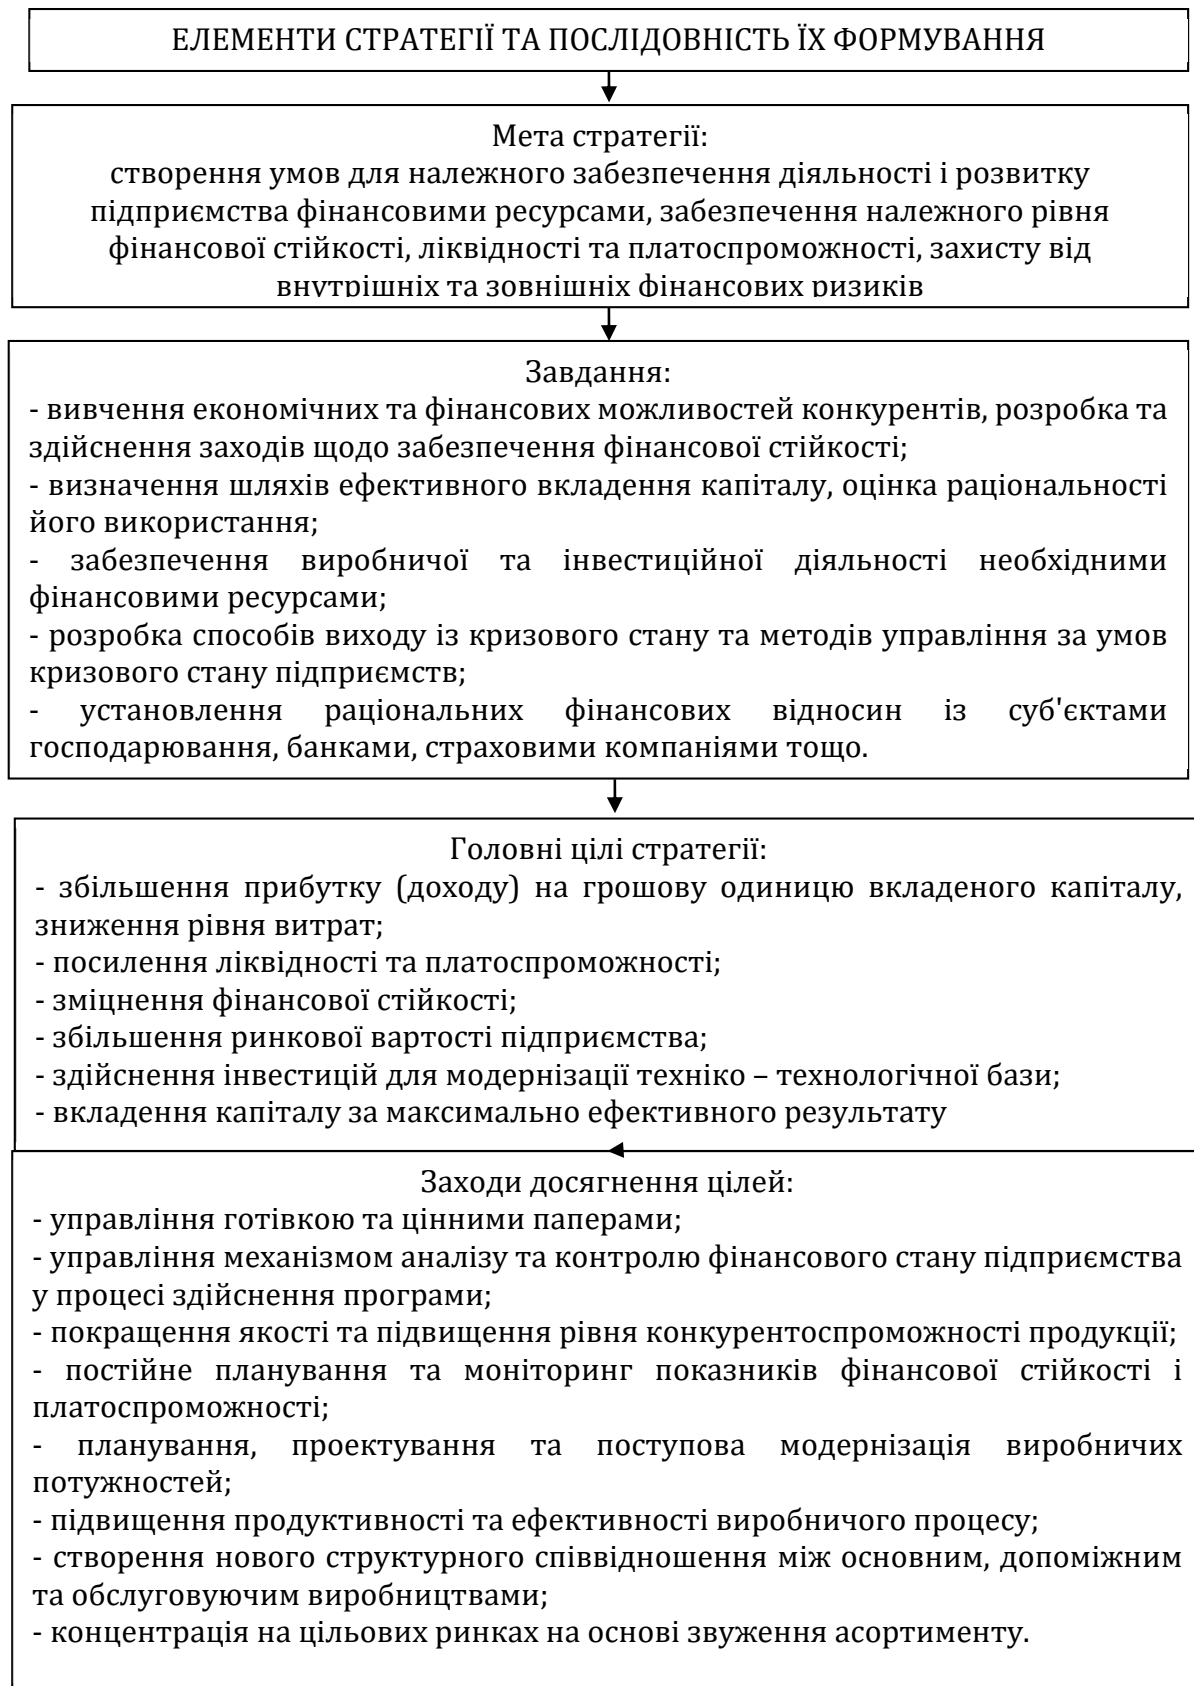 ЕЛЕМЕНТИ СТРАТЕГІЇ ТА ПОСЛІДОВНІСТЬ ЇХ ФОРМУВАННЯ
Мета стратегії:
створення умов для належного забезпечення діяльності і розвитку
підприємства фінансовими ресурсами, забезпечення належного рівня
фінансової стійкості, ліквідності та платоспроможності, захисту від
внутрішніх та зовнішніх фінансових ризиків
Завдання:
- вивчення економічних та фінансових можливостей конкурентів, розробка та
здійснення заходів щодо забезпечення фінансової стійкості;
- визначення шляхів ефективного вкладення капіталу, оцінка раціональності
його використання;
- забезпечення виробничої та інвестиційної діяльності необхідними
фінансовими ресурсами;
- розробка способів виходу із кризового стану та методів управління за умов
кризового стану підприємств;
- установлення раціональних фінансових відносин із суб'єктами
господарювання, банками, страховими компаніями тощо.
Головні цілі стратегії:
- збільшення прибутку (доходу) на грошову одиницю вкладеного капіталу,
зниження рівня витрат;
- посилення ліквідності та платоспроможності;
- зміцнення фінансової стійкості;
- збільшення ринкової вартості підприємства;
- здійснення інвестицій для модернізації техніко – технологічної бази;
- вкладення капіталу за максимально ефективного результату
Заходи досягнення цілей:
- управління готівкою та цінними паперами;
- управління механізмом аналізу та контролю фінансового стану підприємства
у процесі здійснення програми;
- покращення якості та підвищення рівня конкурентоспроможності продукції;
- постійне планування та моніторинг показників фінансової стійкості і
платоспроможності;
- планування, проектування та поступова модернізація виробничих
потужностей;
- підвищення продуктивності та ефективності виробничого процесу;
- створення нового структурного співвідношення між основним, допоміжним
та обслуговуючим виробництвами;
- концентрація на цільових ринках на основі звуження асортименту.